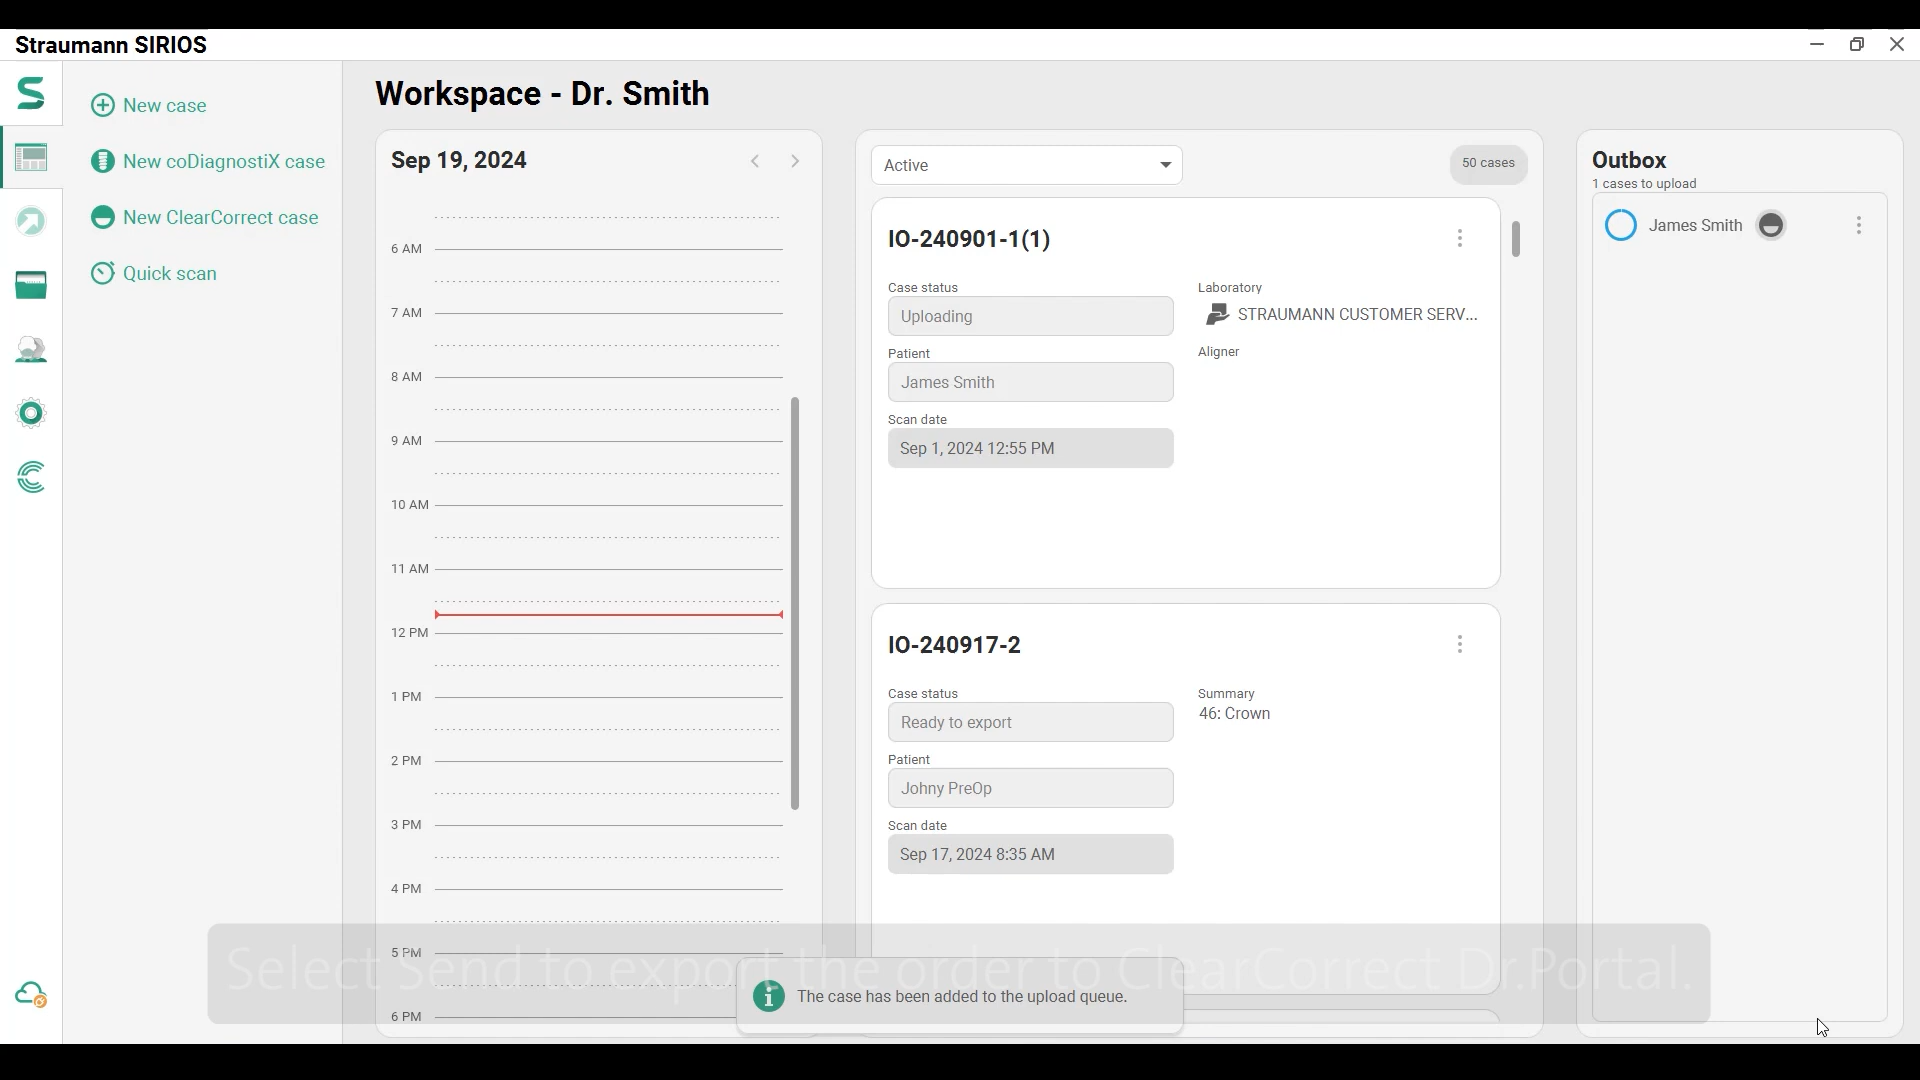 Straumann SIRIOS
New case
New coDiagnostiX case
New ClearCorrect case
Quick scan
Workspace - Dr. Smith
Sep 19, 2024
6 AM
7 AM
8 AM
9 AM
10 AM
11 AM
12 PM
1 PM
2 PM
3 PM
4 PM
5 PM
6 PM
Active
50 cases
IO-240901-1(1)
Case status
Uploading
Patient
James Smith
Scan date
Sep 1, 2024 12:55 PM
Laboratory
STRAUMANN CUSTOMER SERV...
Aligner
IO-240917-2
Case status
Ready to export
Patient
Johny PreOp
Scan date
Sep 17, 2024 8:35 AM
Summary
46: Crown
Outbox
1 cases to upload
James Smith
Select Send to export the order to ClearCorrect Dr.Portal.
The case has been added to the upload queue.